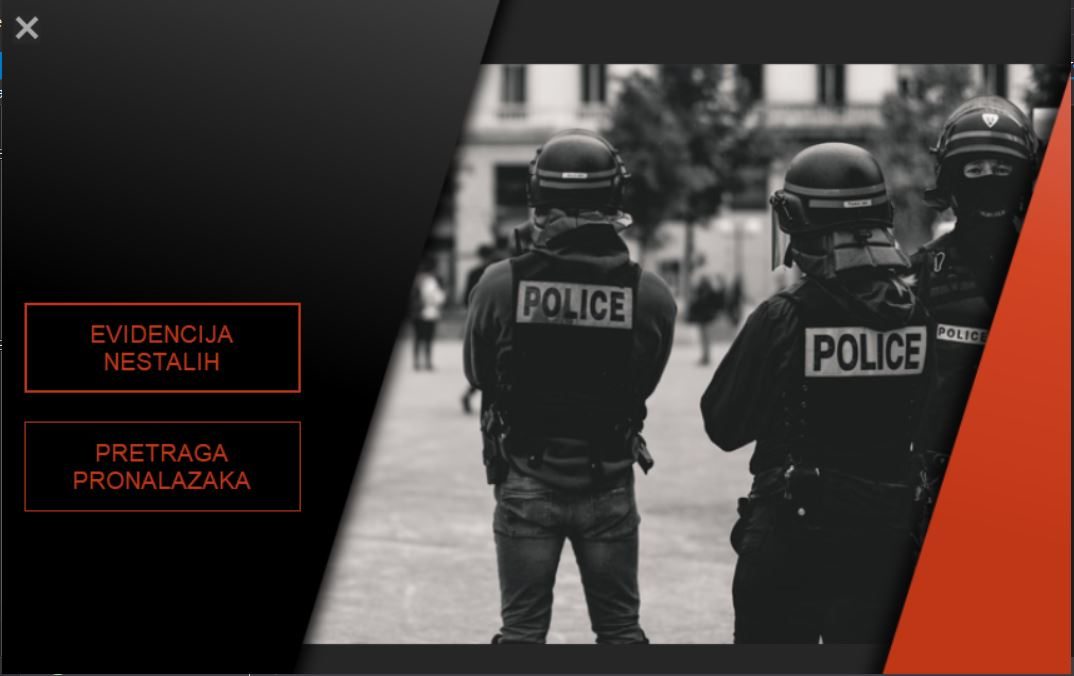 EVIDENCIJA
NESTALIH
PRETRAGA
PRONALAZAKA
POLICE
POLICE
POLICE